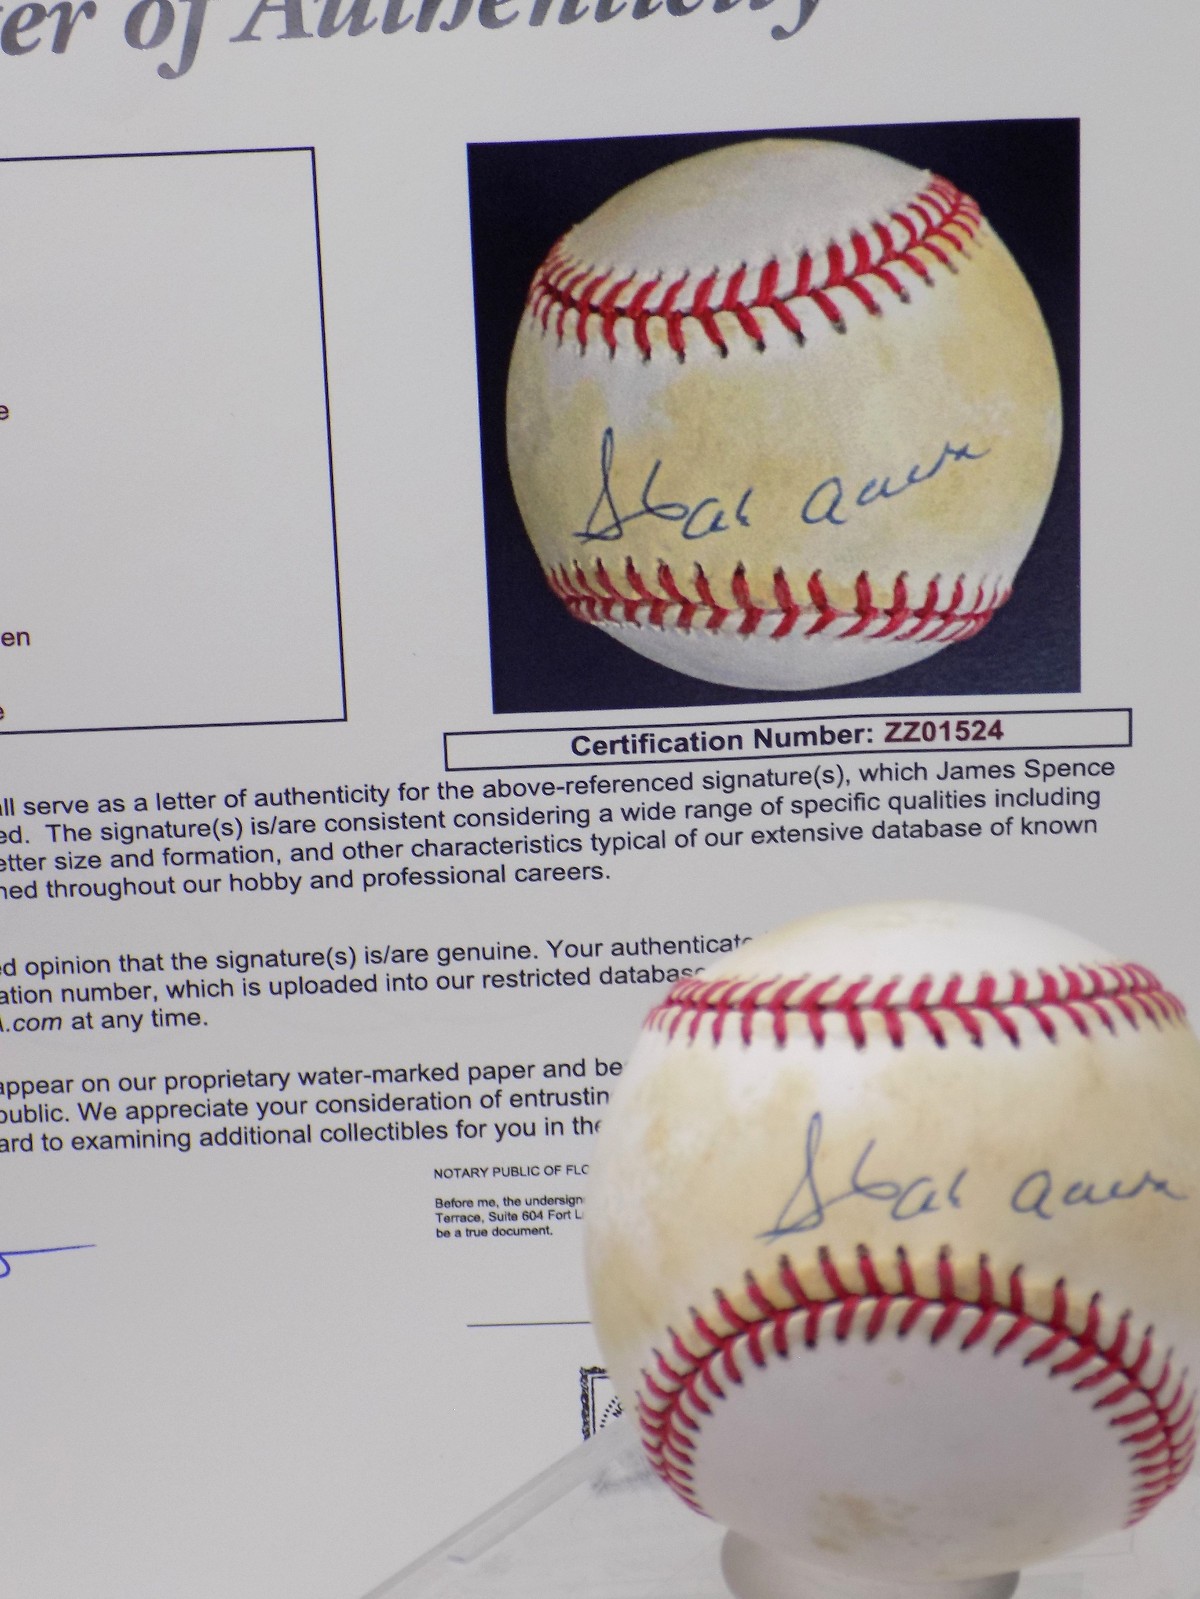 er of Authenticity
e
en
e
Certification Number: ZZ01524
ll serve as a letter of authenticity for the above-referenced signature(s), which James Spence
ed. The signature(s) is/are consistent considering a wide range of specific qualities including
etter size and formation, and other characteristics typical of our extensive database of known
ned throughout our hobby and professional careers.
ed opinion that the signature(s) is/are genuine. Your authenticate
ation number, which is uploaded into our restricted database
.com at any time.
appear on our proprietary water-marked paper and be
public. We appreciate your consideration of entrustin
ard to examining additional collectibles for you in the
NOTARY PUBLIC OF FLO
Before me, the undersign
Terrace, Suite 604 Fort L
be a true document.